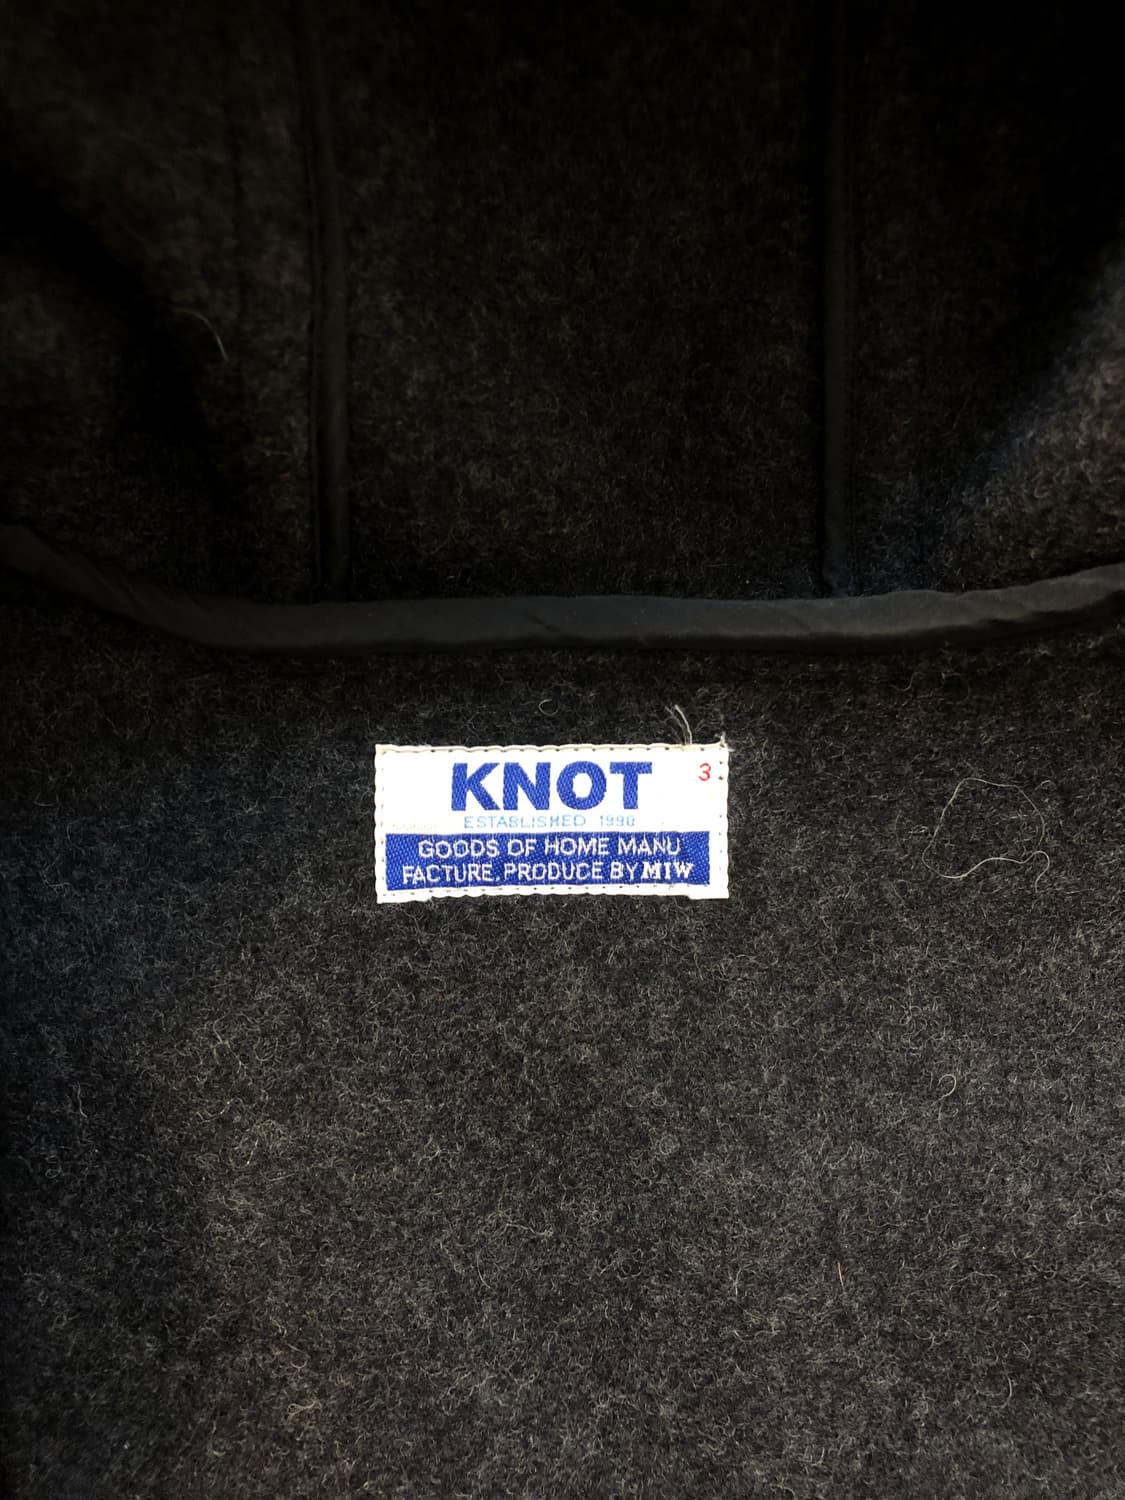 KNOT 3
ESTABLISHED 1990
GOODS OF HOME MANU
FACTURE. PRODUCE BY MIW